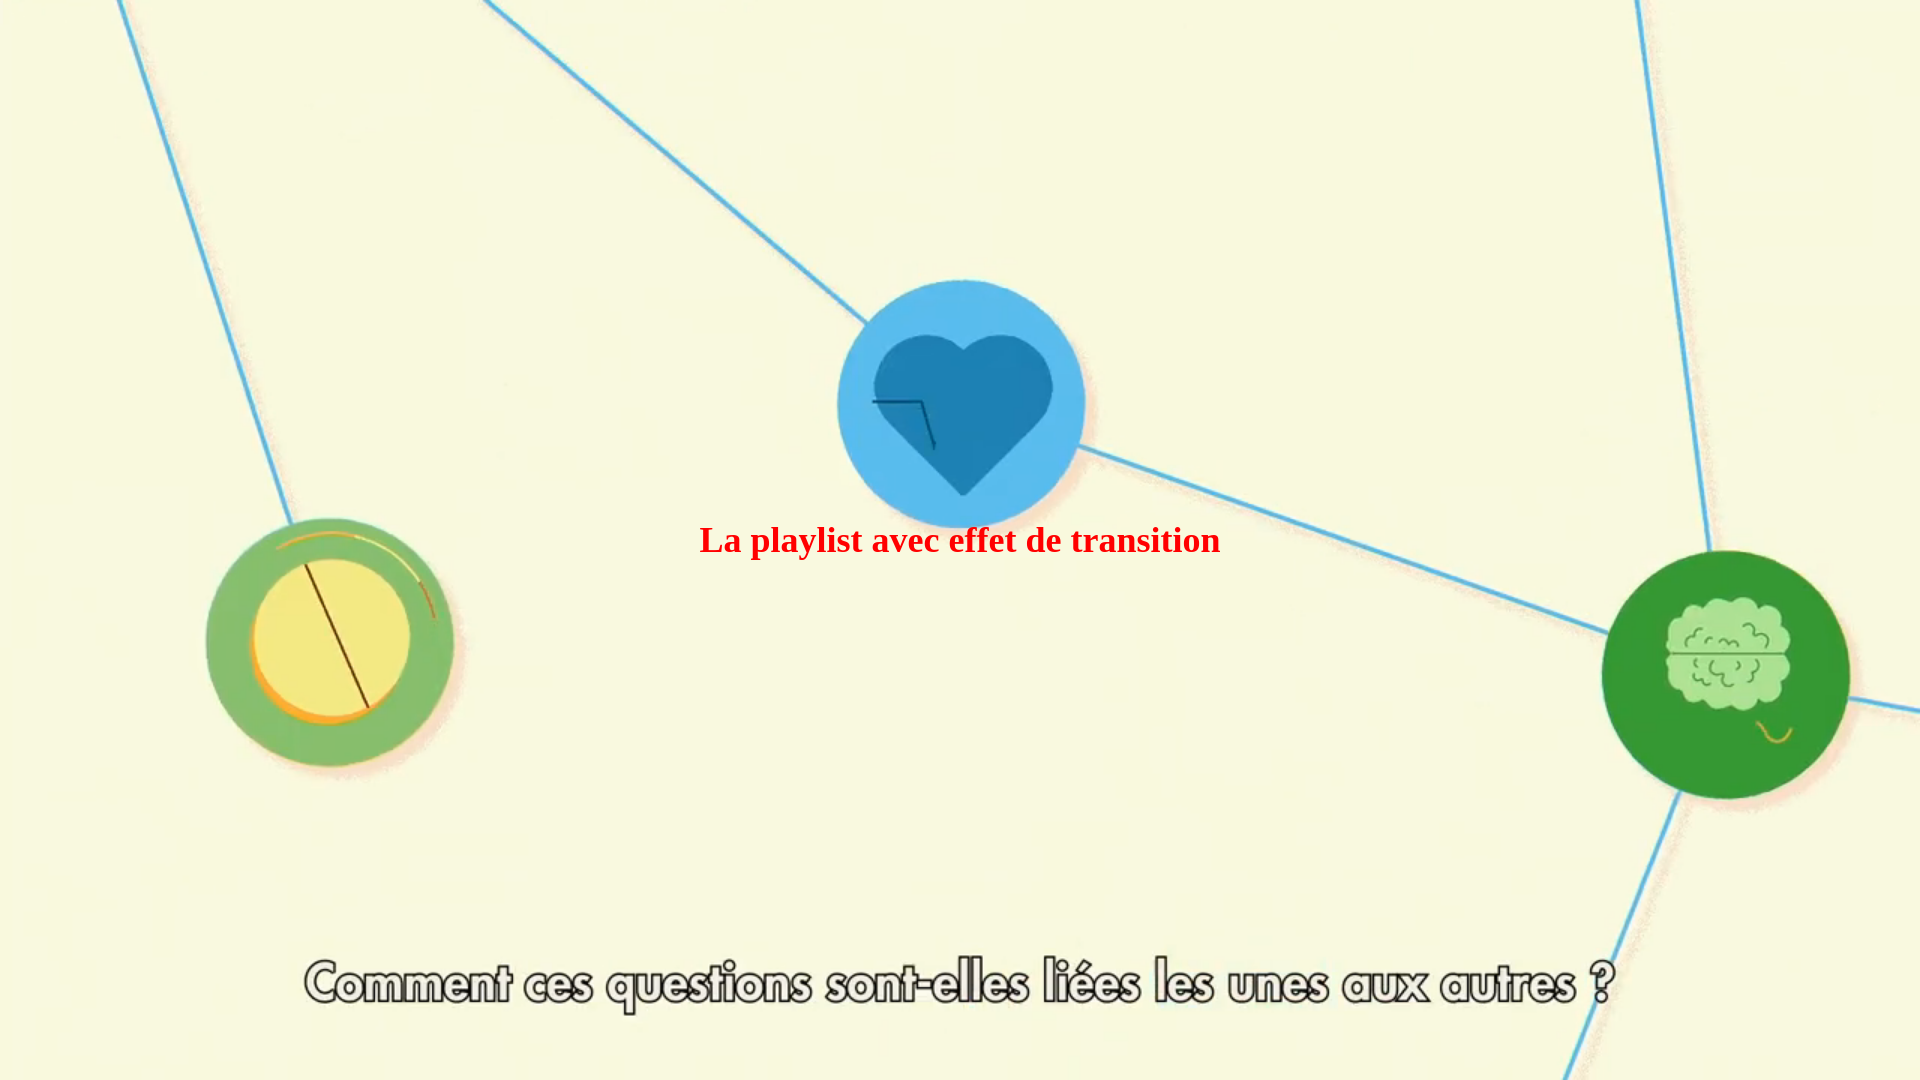 La playlist avec effet de transition
Comment ces questions sont-elles liées les unes aux autres ?